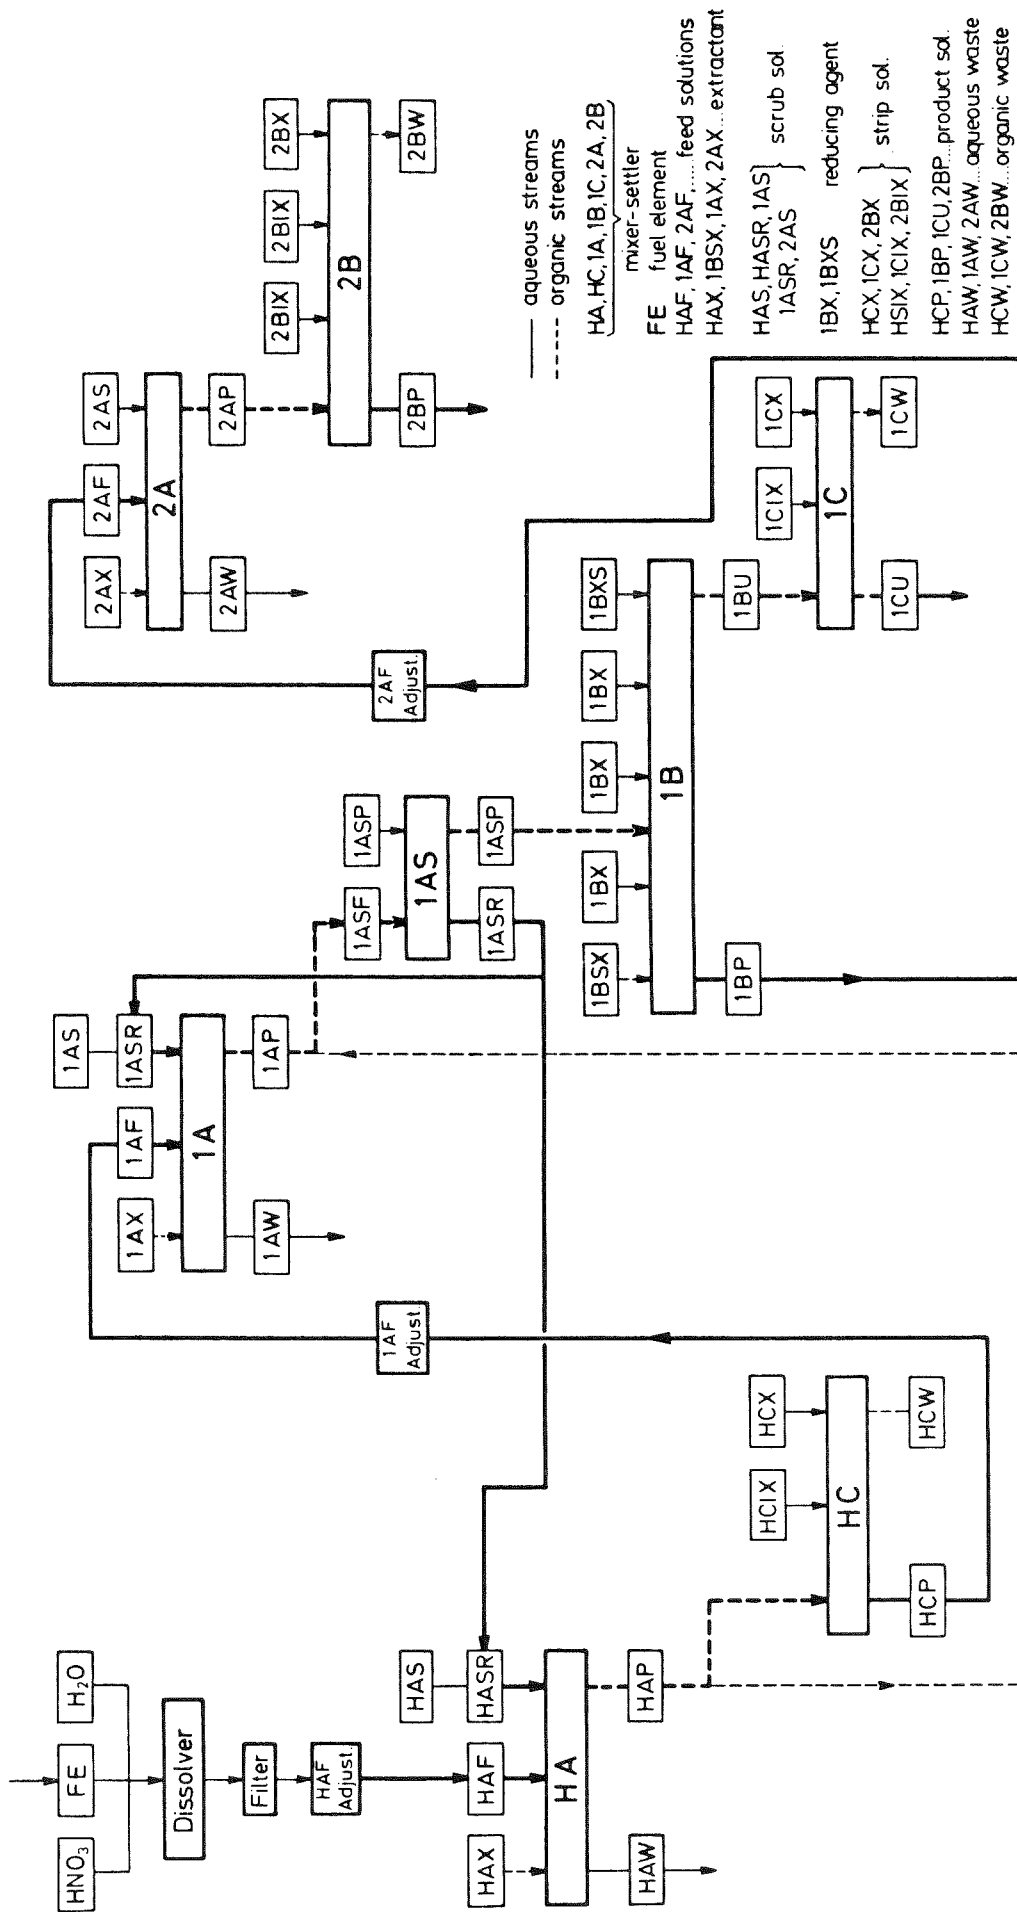 HNO₃
FE
H₂O
Dissolver
Filter
HAF
Adjust.
HAX
HAF
HAS
HASR
HA
HAW
HAP
HCIX
HCX
HC
HCP
HCW
1AF
Adjust.
1AX
1AF
1AS
1ASR
1A
1AW
1AP
1ASF
1ASP
1AS
1ASR
1ASP
1BSX
1BX
1BX
1BX
1BXS
1B
1BP
1BU
1CIX
1CX
1C
1CU
1CW
2AF
Adjust.
2AX
2AF
2AS
2A
2AW
2AP
2BIX
2BIX
2BX
2B
2BP
2BW
aqueous streams
organic streams
HA, HC, 1A, 1B, 1C, 2A, 2B
mixer-settler
FE fuel element
HAF, 1AF, 2AF,.....feed solutions
HAX, 1BSX, 1AX, 2AX...extractant
HAS, HASR, 1AS
1ASR, 2AS
scrub sol.
1BX, 1BXS reducing agent
HCX, 1CX, 2BX
HSIX, 1CIX, 2BIX
strip sol.
HCP, 1BP, 1CU, 2BP....product sol.
HAW, 1AW, 2AW...aqueous waste
HCW, 1CW, 2BW....organic waste